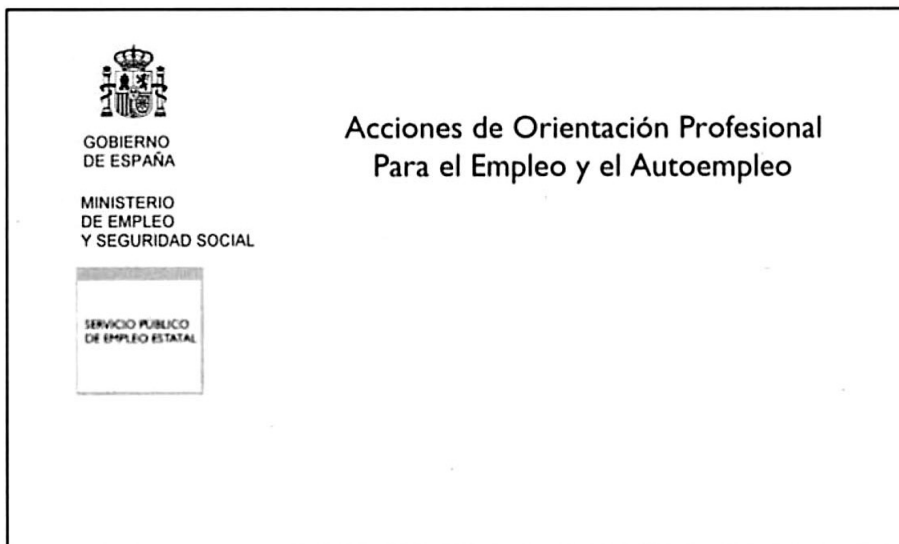 GOBIERNO
DE ESPAÑA
MINISTERIO
DE EMPLEO
Y SEGURIDAD SOCIAL
SERVICIO PÚBLICO
DE EMPLEO ESTATAL
Acciones de Orientación Profesional
Para el Empleo y el Autoempleo